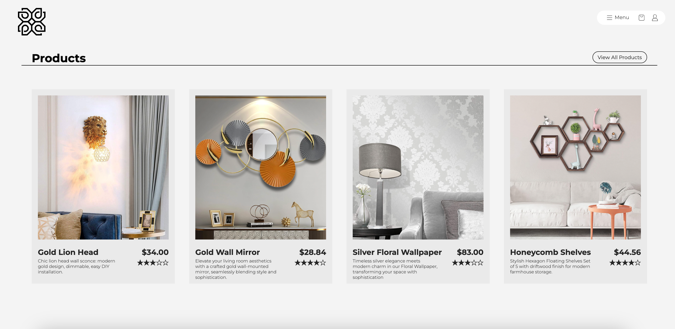 Menu
Products
View All Products
Gold Lion Head $34.00
Chic lion head wall sconce: modern
gold design, dimmable, easy DIY
installation.
Gold Wall Mirror $28.84
Elevate your living room aesthetics
with a crafted gold wall-mounted
mirror, seamlessly blending style and
sophistication.
Silver Floral Wallpaper $83.00
Timeless silver elegance meets
modern charm in our Floral Wallpaper,
transforming your space with
sophistication.
Honeycomb Shelves $44.56
Stylish Hexagon Floating Shelves Set
of 5 with driftwood finish for modern
farmhouse storage.